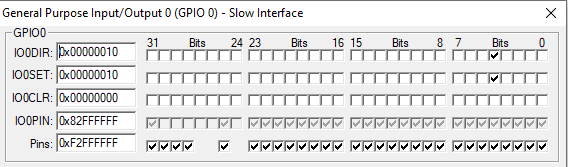 General Purpose Input/Output 0 (GPIO 0) - Slow Interface
GPIO0
31 Bits 24 23 Bits 16 15 Bits 8 7 Bits 0
IO0DIR: 0x00000010
IO0SET: 0x00000010
IO0CLR: 0x00000000
IO0PIN: 0x82FFFFFF
Pins: 0xF2FFFFFF